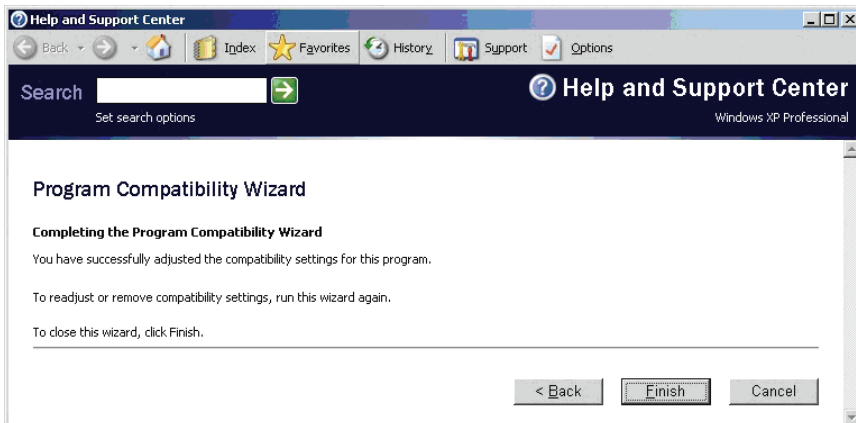 Help and Support Center
Back Index Favorites History Support Options
Search
Help and Support Center
Set search options
Windows XP Professional
Program Compatibility Wizard
Completing the Program Compatibility Wizard
You have successfully adjusted the compatibility settings for this program.
To readjust or remove compatibility settings, run this wizard again.
To close this wizard, click Finish.
< Back Finish Cancel